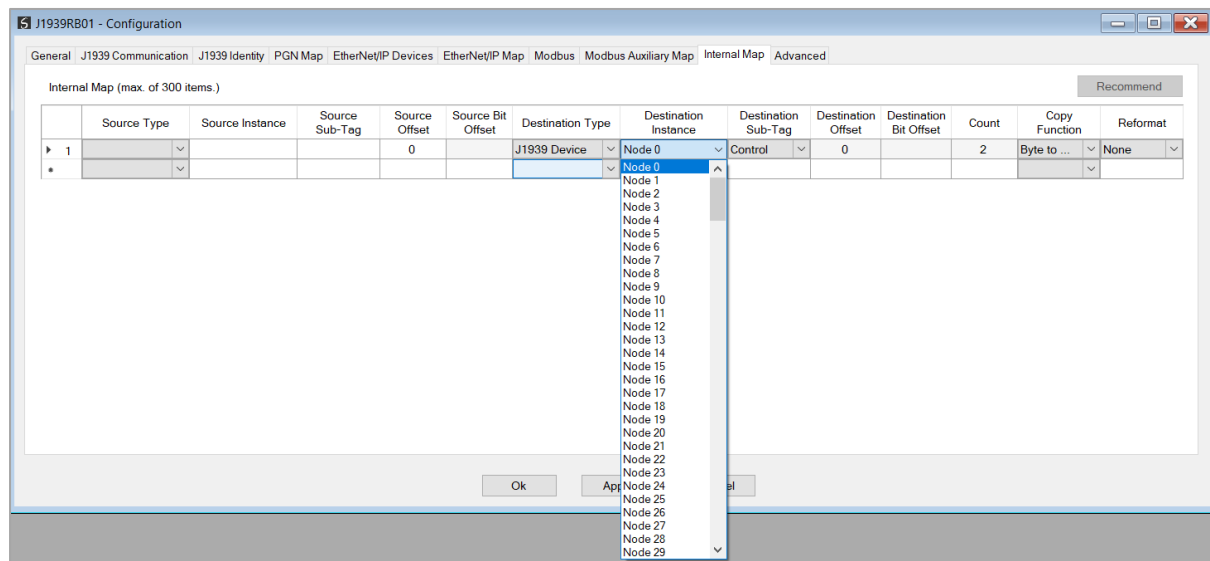 J1939RB01 - Configuration
General J1939 Communication J1939 Identity PGN Map EtherNet/IP Devices EtherNet/IP Map Modbus Modbus Auxiliary Map Internal Map Advanced
Internal Map (max. of 300 items.)
Recommend
Source Type Source Instance Source Sub-Tag Source Offset Source Bit Offset Destination Type Destination Instance Destination Sub-Tag Destination Offset Destination Bit Offset Count Copy Function Reformat
1 0 J1939 Device Node 0 Control 0 2 Byte to ... None
Node 0
Node 1
Node 2
Node 3
Node 4
Node 5
Node 6
Node 7
Node 8
Node 9
Node 10
Node 11
Node 12
Node 13
Node 14
Node 15
Node 16
Node 17
Node 18
Node 19
Node 20
Node 21
Node 22
Node 23
Node 24
Node 25
Node 26
Node 27
Node 28
Node 29
Ok App el